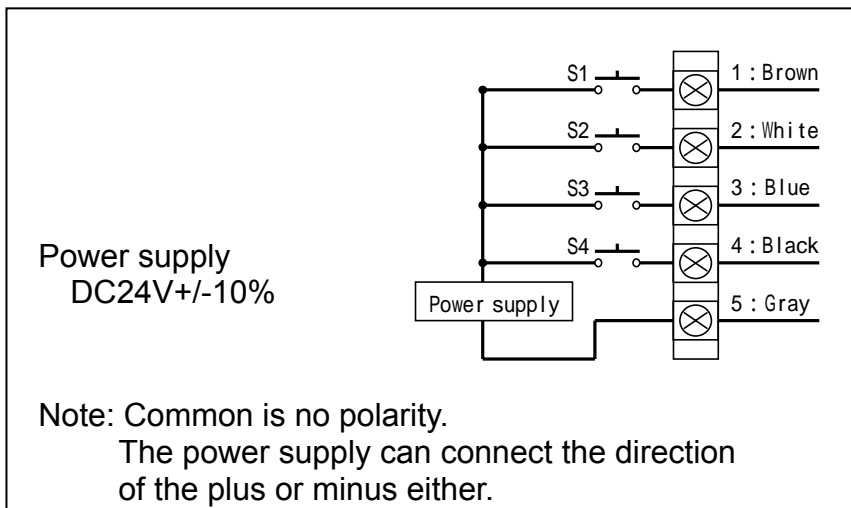 S1
1 : Brown
S2
2 : White
S3
3 : Blue
S4
4 : Black
Power supply
DC24V+/-10%
Power supply
5 : Gray
Note: Common is no polarity.
The power supply can connect the direction
of the plus or minus either.